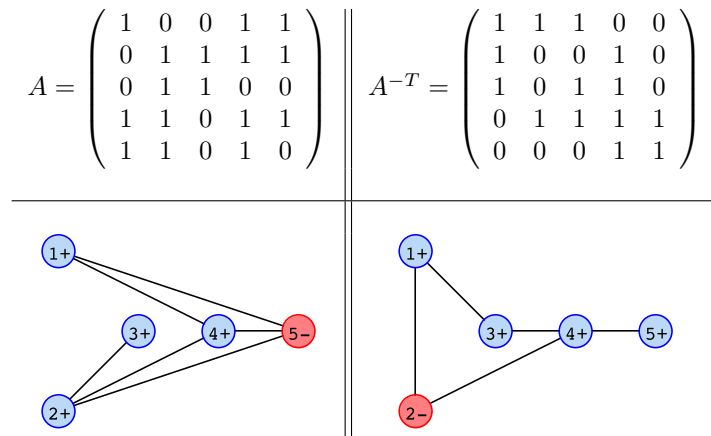 A = ( 1 0 0 1 1
0 1 1 1 1
0 1 1 0 0
1 1 0 1 1
1 1 0 1 0 )
A^{-T} = ( 1 1 1 0 0
1 0 0 1 0
1 0 1 1 0
0 1 1 1 1
0 0 0 1 1 )
1+
3+ 4+ 5−
2+
1+
3+ 4+ 5+
2−